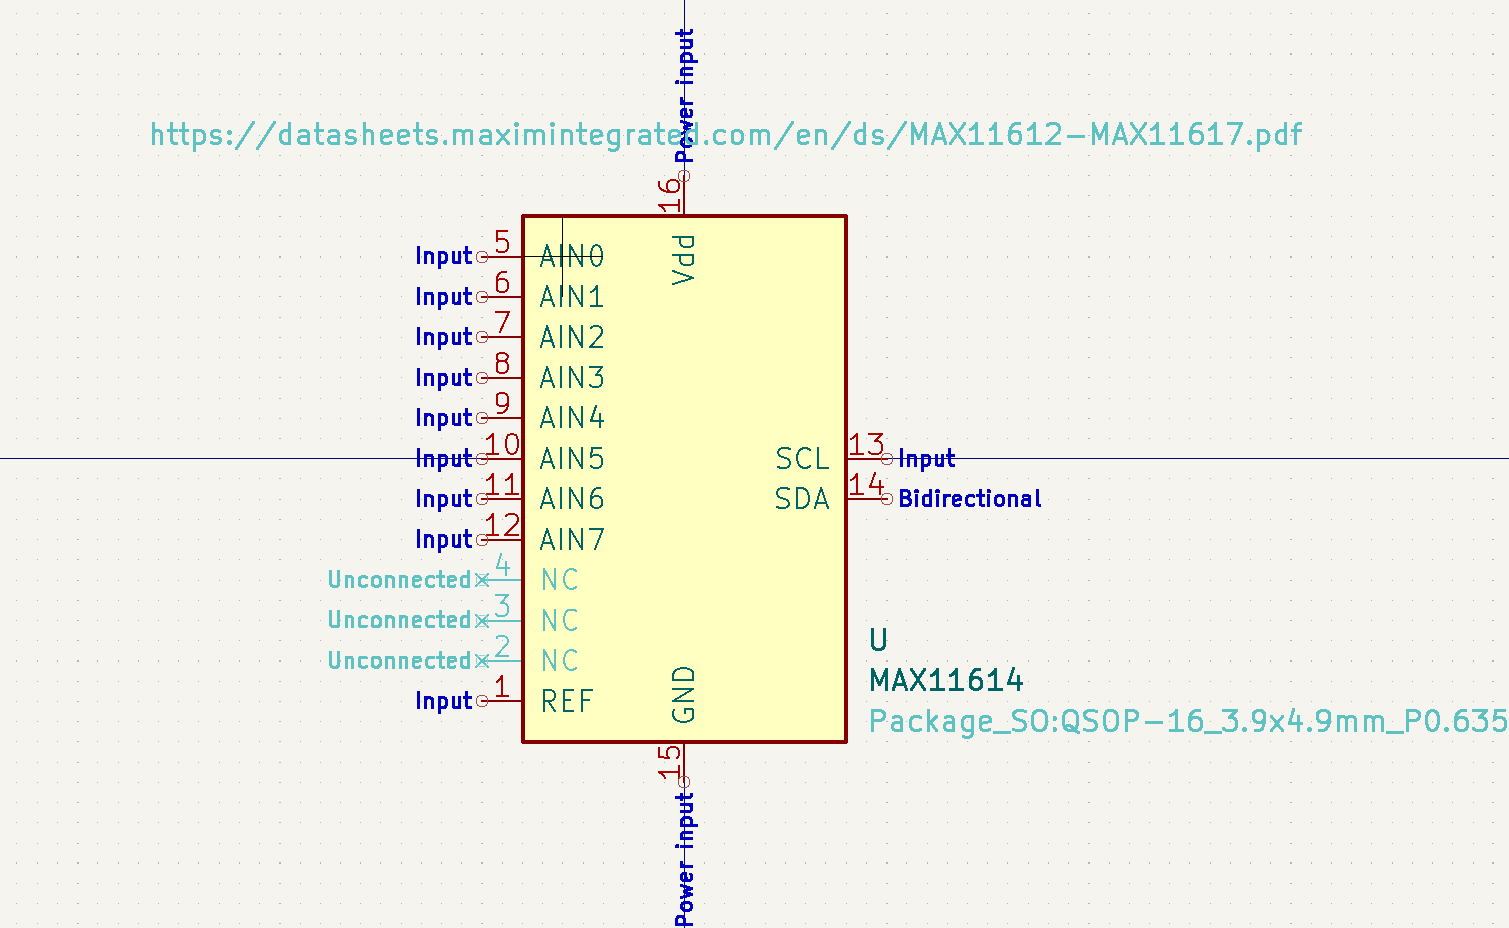 Power input
https://datasheets.maximintegrated.com/en/ds/MAX11612-MAX11617.pdf
16
Vdd
Input 5 AIN0
Input 6 AIN1
Input 7 AIN2
Input 8 AIN3
Input 9 AIN4
Input 10 AIN5 SCL 13 Input
Input 11 AIN6 SDA 14 Bidirectional
Input 12 AIN7
Unconnected 4 NC
Unconnected 3 NC
Unconnected 2 NC
Input 1 REF
GND
U
MAX11614
Package_SO:QSOP-16_3.9x4.9mm_P0.635
15
Power input